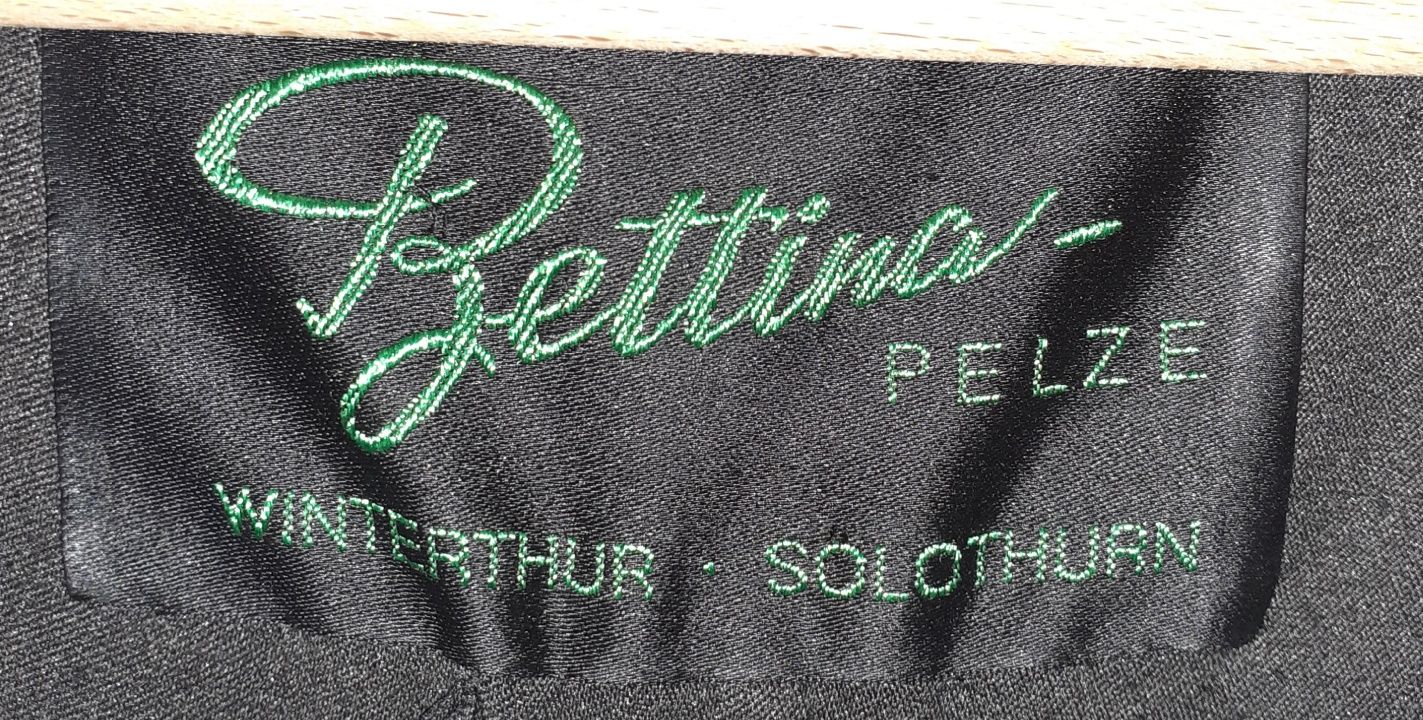 Bettina-
PELZE
WINTERTHUR · SOLOTHURN